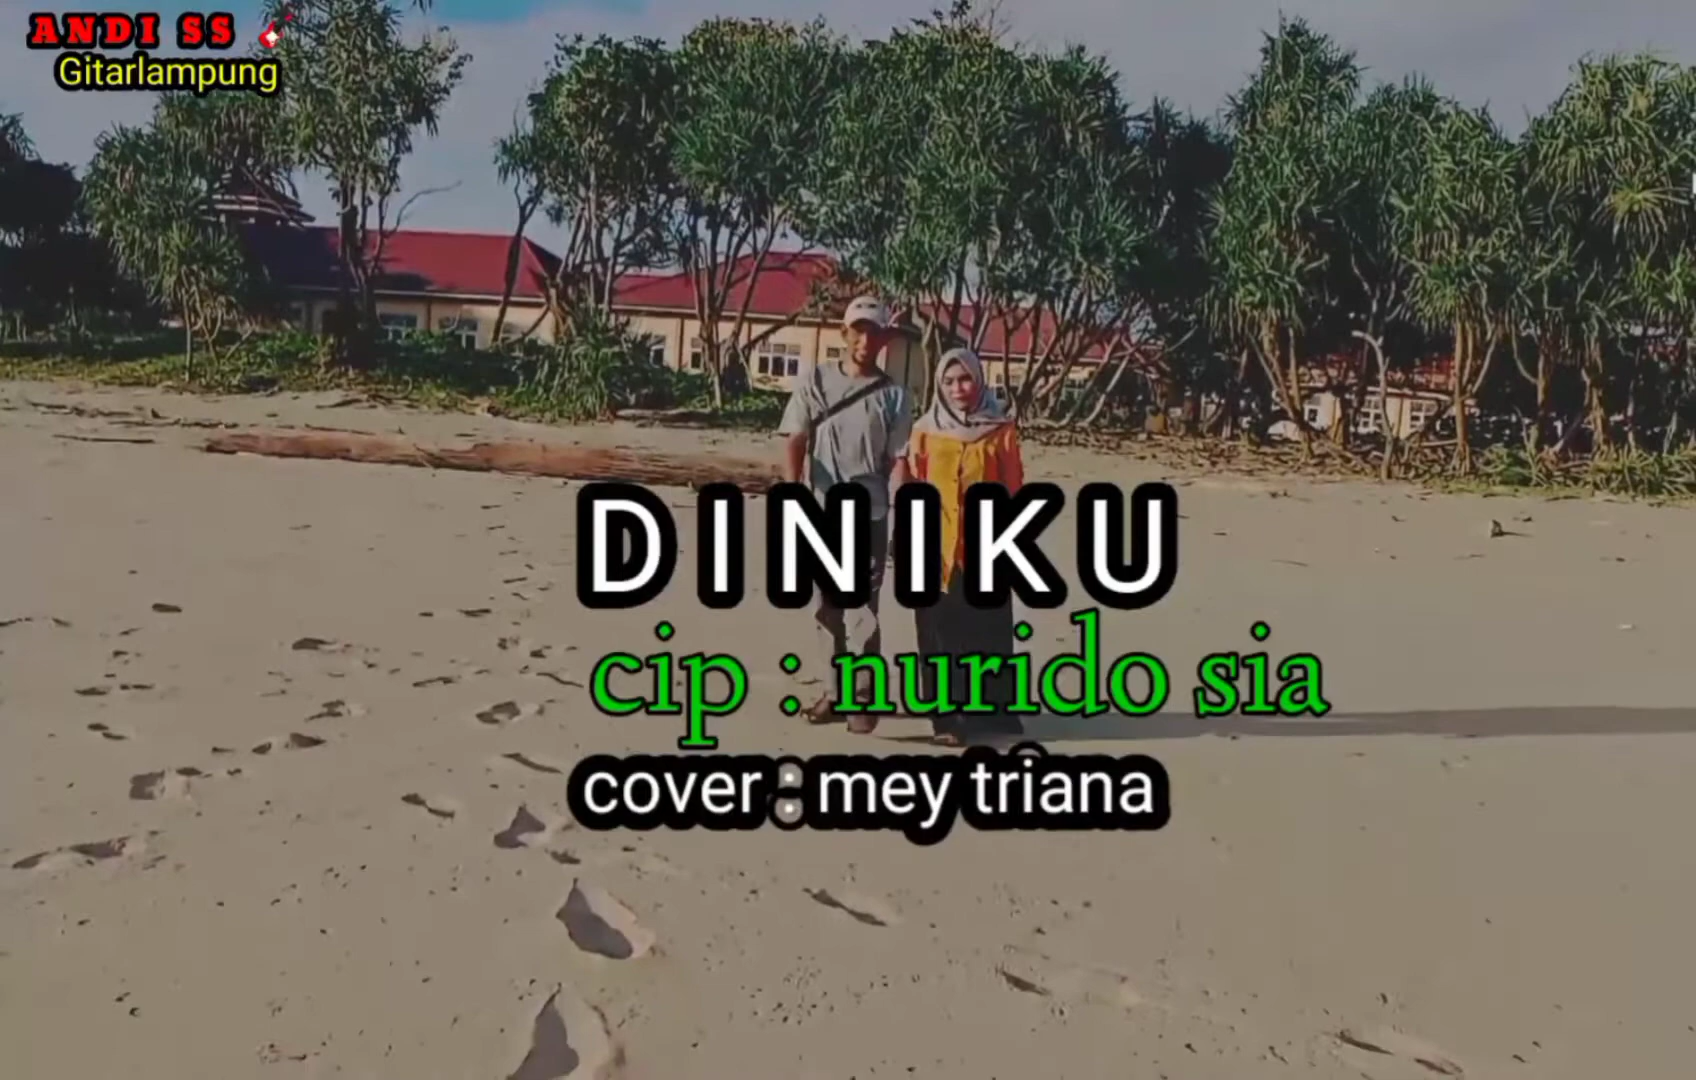 ANDI SS
Gitarlampung
DINIKU
cip : nurido sia
cover : mey triana